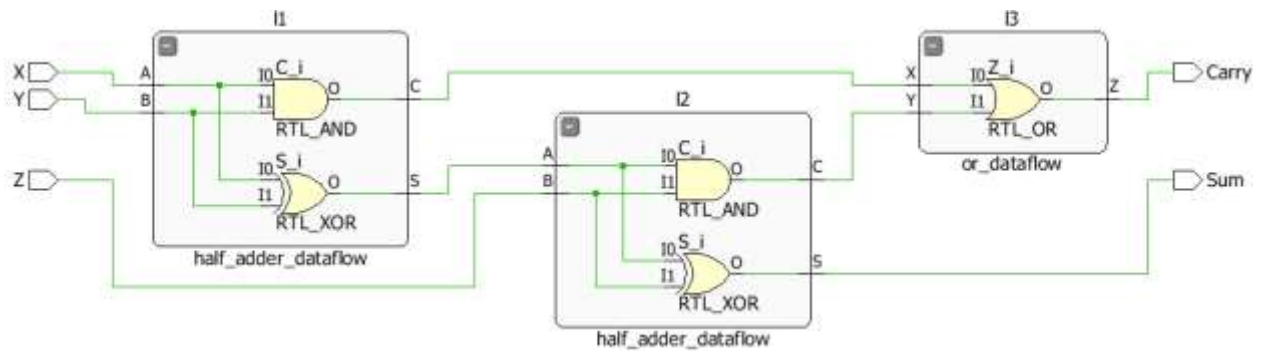 I1
I3
I2
X
Y
Z
A
B
I0
C_i
I1
O
RTL_AND
C
I0
S_i
I1
O
RTL_XOR
S
half_adder_dataflow
A
B
I0
C_i
I1
O
RTL_AND
C
I0
S_i
I1
O
RTL_XOR
S
half_adder_dataflow
X
Y
I0
Z_i
I1
O
RTL_OR
Z
or_dataflow
Carry
Sum